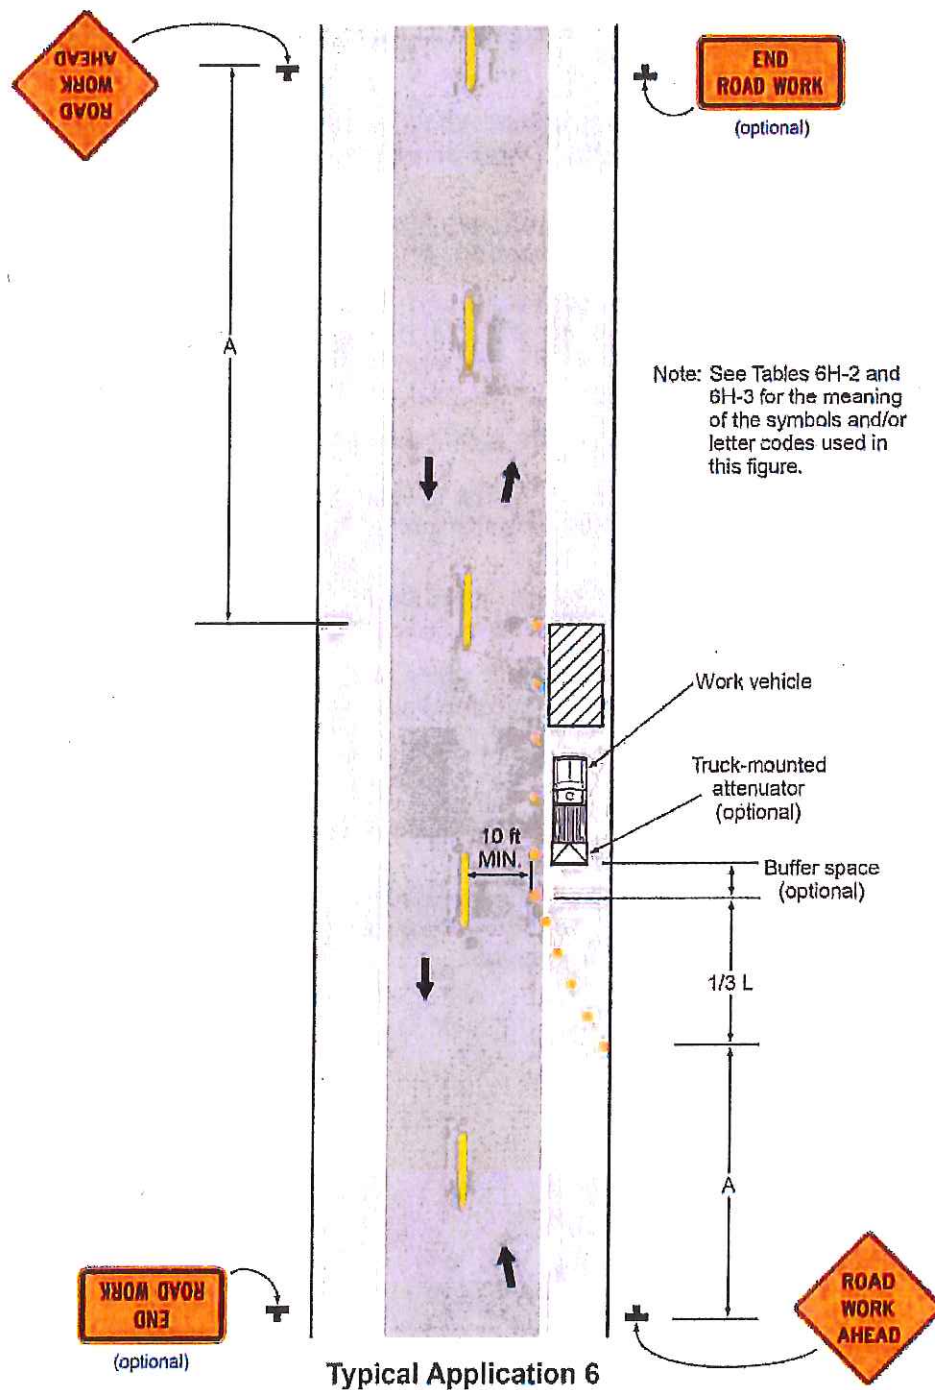 ROAD
WORK
AHEAD
END
ROAD WORK
(optional)
A
Note: See Tables 6H-2 and
6H-3 for the meaning
of the symbols and/or
letter codes used in
this figure.
Work vehicle
Truck-mounted
attenuator
(optional)
10 ft
MIN.
Buffer space
(optional)
1/3 L
A
END
ROAD WORK
(optional)
ROAD
WORK
AHEAD
Typical Application 6